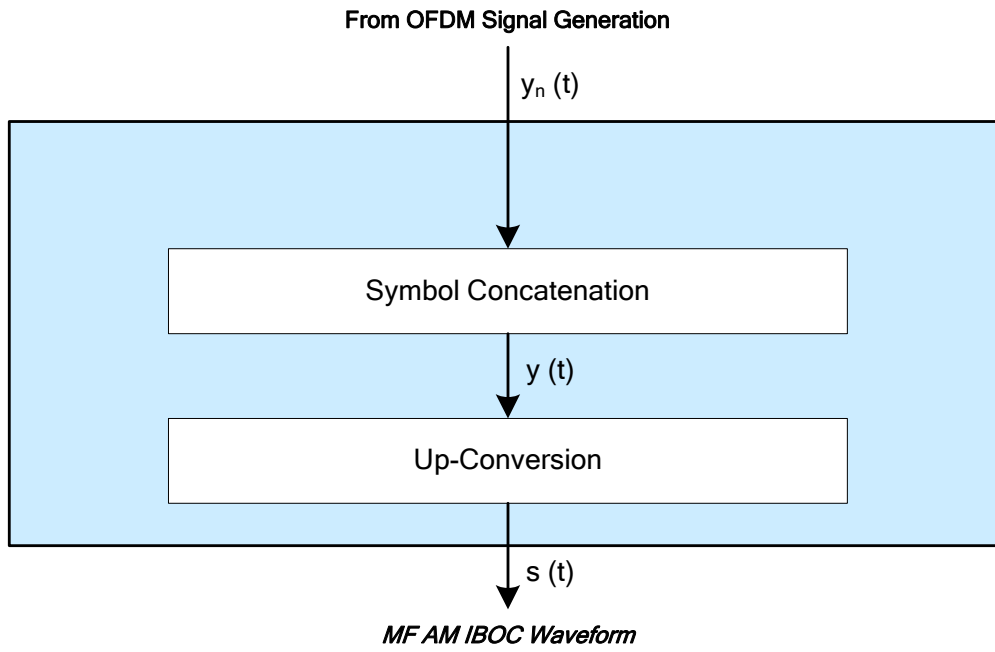 From OFDM Signal Generation
yₙ (t)
Symbol Concatenation
y (t)
Up-Conversion
s (t)
MF AM IBOC Waveform